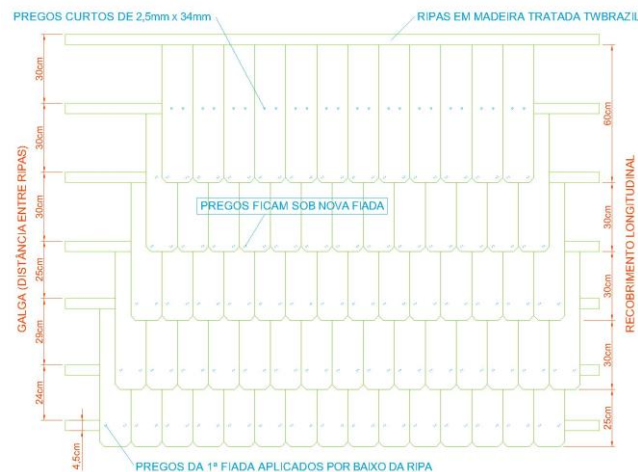 PREGOS CURTOS DE 2,5mm x 34mm
RIPAS EM MADEIRA TRATADA TWBRAZIL
30cm
30cm
30cm
25cm
29cm
24cm
4,5cm
GALGA (DISTÂNCIA ENTRE RIPAS)
PREGOS FICAM SOB NOVA FIADA
60cm
30cm
30cm
30cm
25cm
RECOBRIMENTO LONGITUDINAL
PREGOS DA 1ª FIADA APLICADOS POR BAIXO DA RIPA